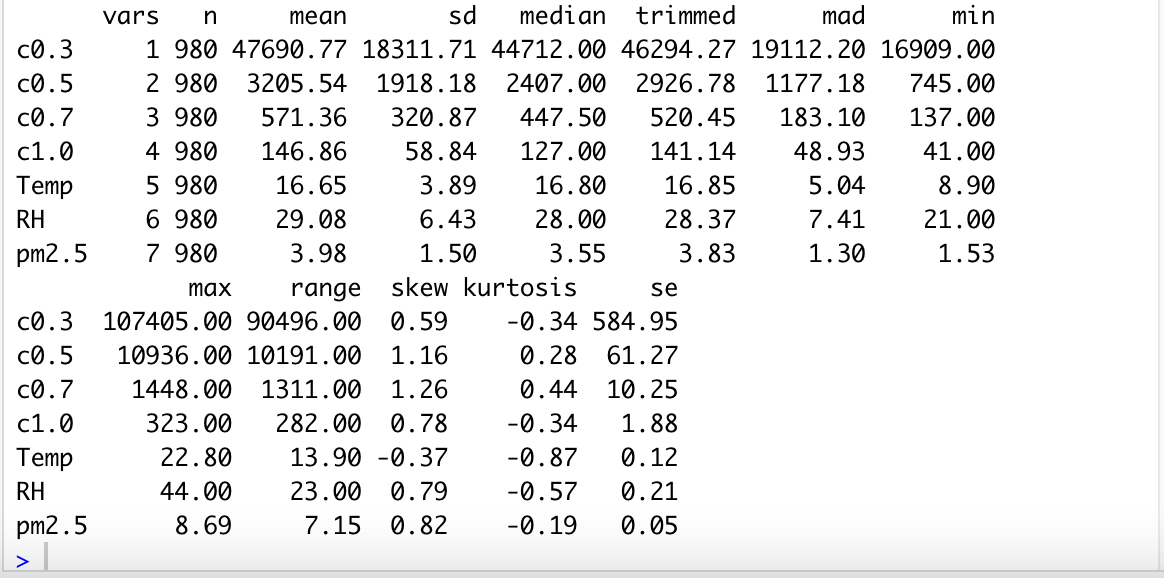 vars n mean sd median trimmed mad min
c0.3 1 980 47690.77 18311.71 44712.00 46294.27 19112.20 16909.00
c0.5 2 980 3205.54 1918.18 2407.00 2926.78 1177.18 745.00
c0.7 3 980 571.36 320.87 447.50 520.45 183.10 137.00
c1.0 4 980 146.86 58.84 127.00 141.14 48.93 41.00
Temp 5 980 16.65 3.89 16.80 16.85 5.04 8.90
RH 6 980 29.08 6.43 28.00 28.37 7.41 21.00
pm2.5 7 980 3.98 1.50 3.55 3.83 1.30 1.53
max range skew kurtosis se
c0.3 107405.00 90496.00 0.59 -0.34 584.95
c0.5 10936.00 10191.00 1.16 0.28 61.27
c0.7 1448.00 1311.00 1.26 0.44 10.25
c1.0 323.00 282.00 0.78 -0.34 1.88
Temp 22.80 13.90 -0.37 -0.87 0.12
RH 44.00 23.00 0.79 -0.57 0.21
pm2.5 8.69 7.15 0.82 -0.19 0.05
>